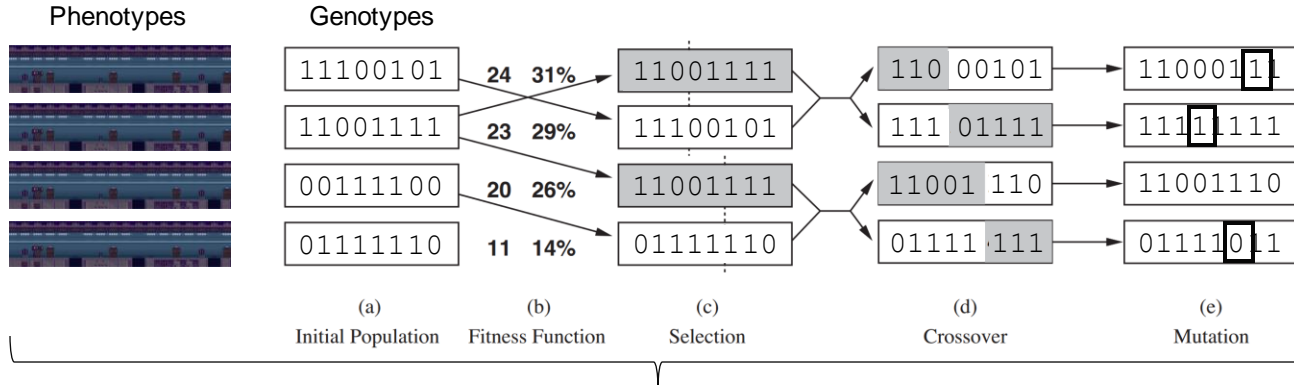 Phenotypes Genotypes
11100101 24 31% 11001111 110 00101 11000111
11001111 23 29% 11100101 111 01111 11111111
00111100 20 26% 11001111 11001 110 11001110
01111110 11 14% 01111110 01111 111 01111011
(a) (b) (c) (d) (e)
Initial Population Fitness Function Selection Crossover Mutation